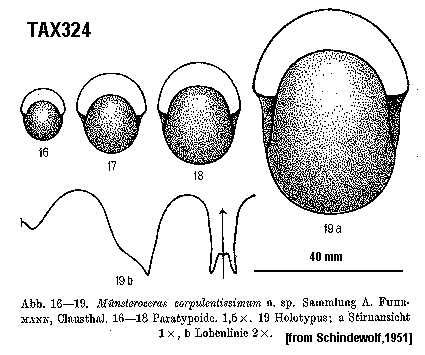 TAX324
16
17
18
19a
19b
40 mm
Abb. 16—19. Münsteroceras corpulentissimum n. sp. Sammlung A. FUHR-
MANN, Clausthal. 16—18 Paratypoide. 1,5×. 19 Holotypus; a Stirnansicht
1×, b Lobenlinie 2×. [from Schindewolf,1951]